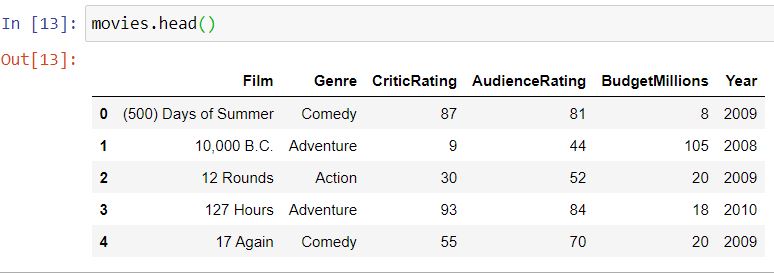 In [13]: movies.head()
Out[13]:
Film Genre CriticRating AudienceRating BudgetMillions Year
0 (500) Days of Summer Comedy 87 81 8 2009
1 10,000 B.C. Adventure 9 44 105 2008
2 12 Rounds Action 30 52 20 2009
3 127 Hours Adventure 93 84 18 2010
4 17 Again Comedy 55 70 20 2009